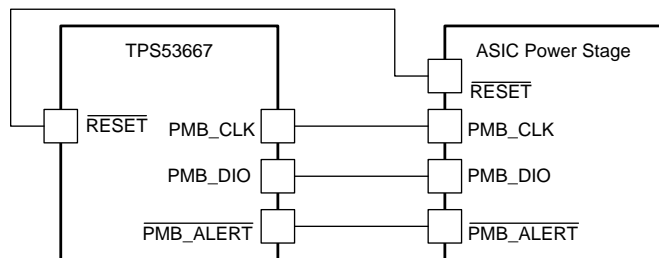 TPS53667
ASIC Power Stage
RESET
RESET
PMB_CLK
PMB_CLK
PMB_DIO
PMB_DIO
PMB_ALERT
PMB_ALERT